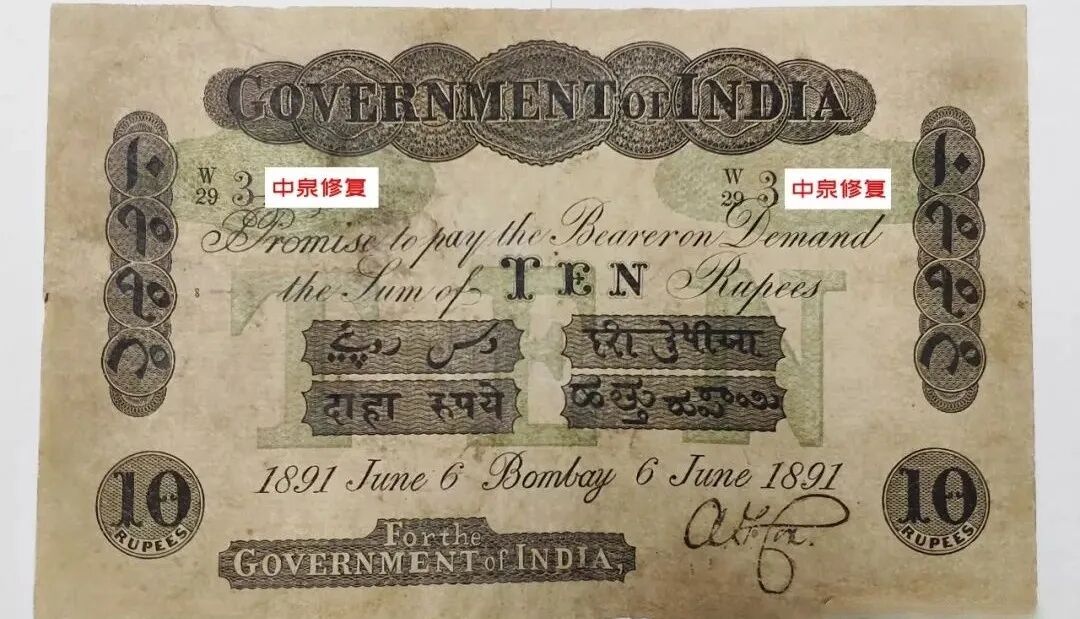 GOVERNMENT OF INDIA
W
29 3 中泉修复 W
29 3 中泉修复
I Promise to pay the Bearer on Demand
the Sum of TEN Rupees
TEN
دس روپيے
दाहा रूपये
1891 June 6 Bombay 6 June 1891
10
RUPEES
10
RUPEES
For the
GOVERNMENT of INDIA,